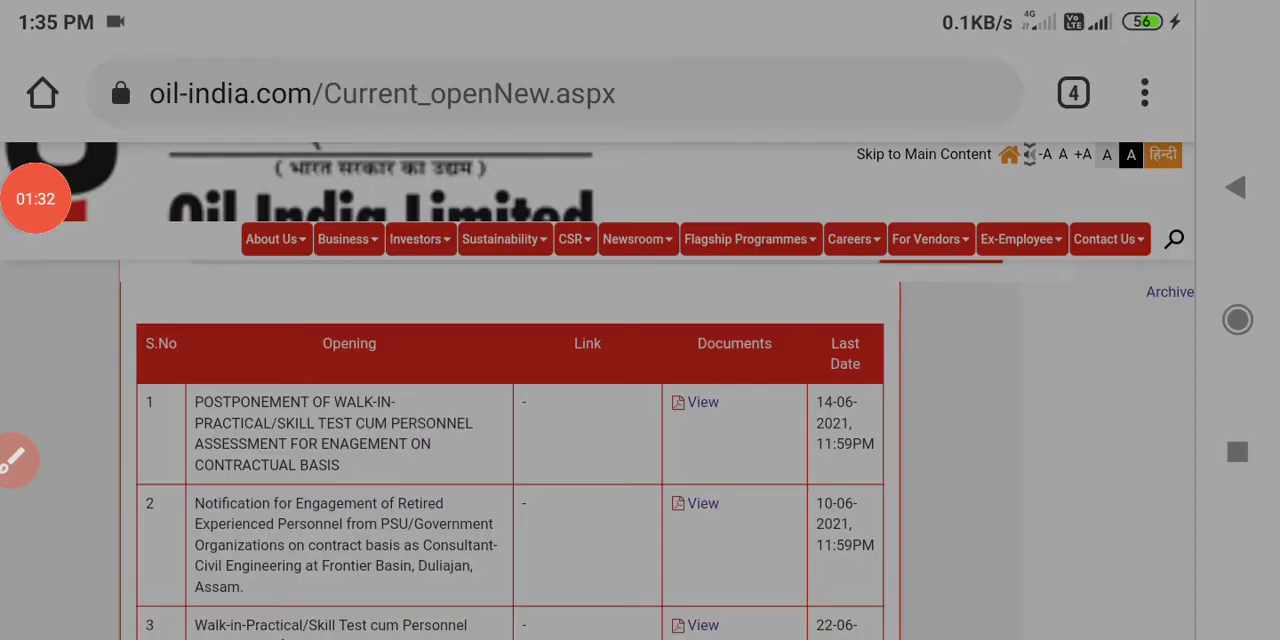 1:35 PM 0.1KB/s 4G Vo LTE 56
oil-india.com/Current_openNew.aspx 4
Skip to Main Content -A A +A A A हिन्दी
( भारत सरकार का उद्यम )
Oil India Limited
01:32
About Us Business Investors Sustainability CSR Newsroom Flagship Programmes Careers For Vendors Ex-Employee Contact Us
Archive
S.No Opening Link Documents Last
Date
1 POSTPONEMENT OF WALK-IN- - View 14-06-
PRACTICAL/SKILL TEST CUM PERSONNEL 2021,
ASSESSMENT FOR ENAGEMENT ON 11:59PM
CONTRACTUAL BASIS
2 Notification for Engagement of Retired - View 10-06-
Experienced Personnel from PSU/Government 2021,
Organizations on contract basis as Consultant- 11:59PM
Civil Engineering at Frontier Basin, Duliajan,
Assam.
3 Walk-in-Practical/Skill Test cum Personnel - View 22-06-